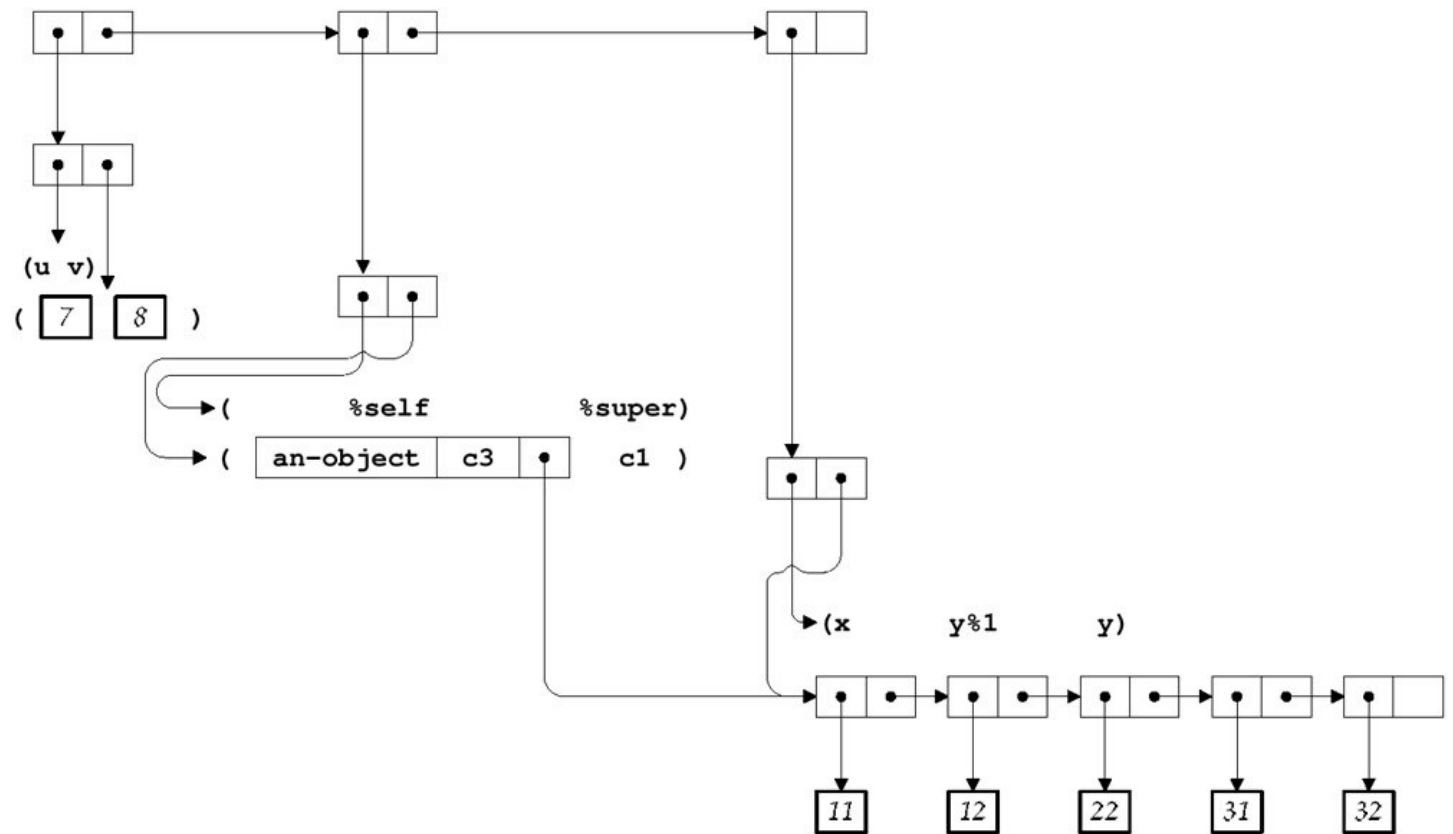 (u v)
( 7 8 )
( %self %super)
( an-object c3 c1 )
(x y%1 y)
11 12 22 31 32